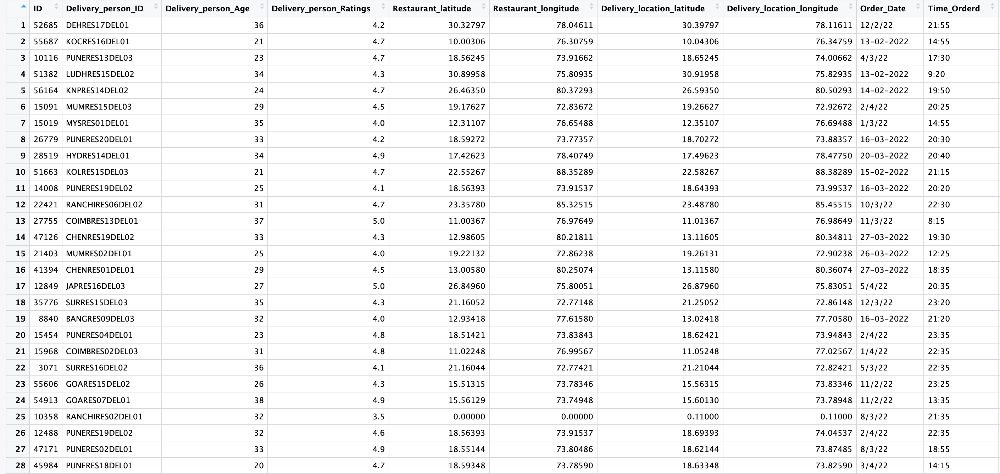 ID Delivery_person_ID Delivery_person_Age Delivery_person_Ratings Restaurant_latitude Restaurant_longitude Delivery_location_latitude Delivery_location_longitude Order_Date Time_Orderd
1 52685 DEHRES17DEL01 36 4.2 30.32797 78.04611 30.39797 78.11611 12/2/22 21:55
2 55687 KOCRES16DEL01 21 4.7 10.00306 76.30759 10.04306 76.34759 13-02-2022 14:55
3 10116 PUNERES13DEL03 23 4.7 18.56245 73.91662 18.65245 74.00662 4/3/22 17:30
4 51382 LUDHRES15DEL02 34 4.3 30.89958 75.80935 30.91958 75.82935 13-02-2022 9:20
5 56164 KNPRES14DEL02 24 4.7 26.46350 80.37293 26.59350 80.50293 14-02-2022 19:50
6 15091 MUMRES15DEL03 29 4.5 19.17627 72.83672 19.26627 72.92672 2/4/22 20:25
7 15019 MYSRES01DEL01 35 4.0 12.31107 76.65488 12.35107 76.69488 1/3/22 14:55
8 26779 PUNERES20DEL01 33 4.2 18.59272 73.77357 18.70272 73.88357 16-03-2022 20:30
9 28519 HYDRES14DEL01 34 4.9 17.42623 78.40749 17.49623 78.47750 20-03-2022 20:40
10 51663 KOLRES15DEL03 21 4.7 22.55267 88.35289 22.58267 88.38289 15-02-2022 21:15
11 14008 PUNERES19DEL02 25 4.1 18.56393 73.91537 18.64393 73.99537 16-03-2022 20:20
12 22421 RANCHIRES06DEL02 31 4.7 23.35780 85.32515 23.48780 85.45515 10/3/22 22:30
13 27755 COIMBRES13DEL01 37 5.0 11.00367 76.97649 11.01367 76.98649 11/3/22 8:15
14 47126 CHENRES19DEL02 33 4.3 12.98605 80.21811 13.11605 80.34811 27-03-2022 19:30
15 21403 MUMRES02DEL01 25 4.0 19.22132 72.86238 19.26131 72.90238 26-03-2022 12:25
16 41394 CHENRES01DEL01 29 4.5 13.00580 80.25074 13.11580 80.36074 27-03-2022 18:35
17 12849 JAPRES16DEL03 27 5.0 26.84960 75.80051 26.87960 75.83051 5/4/22 20:35
18 35776 SURRES15DEL03 35 4.3 21.16052 72.77148 21.25052 72.86148 12/3/22 23:20
19 8840 BANGRES09DEL03 32 4.0 12.93418 77.61580 13.02418 77.70580 16-03-2022 21:20
20 15454 PUNERES04DEL01 23 4.8 18.51421 73.83843 18.62421 73.94843 2/4/22 23:35
21 15968 COIMBRES02DEL03 31 4.8 11.02248 76.99567 11.05248 77.02567 1/4/22 22:35
22 3071 SURRES16DEL02 36 4.1 21.16044 72.77421 21.21044 72.82421 5/3/22 22:35
23 55606 GOARES15DEL02 26 4.3 15.51315 73.78346 15.56315 73.83346 11/2/22 23:25
24 54913 GOARES07DEL01 38 4.9 15.56129 73.74948 15.60130 73.78948 11/2/22 13:35
25 10358 RANCHIRES02DEL01 32 3.5 0.00000 0.00000 0.11000 0.11000 8/3/22 21:35
26 12488 PUNERES19DEL02 32 4.6 18.56393 73.91537 18.69393 74.04537 2/4/22 22:35
27 47171 PUNERES02DEL01 33 4.9 18.55144 73.80486 18.62144 73.87485 8/3/22 18:55
28 45984 PUNERES18DEL01 20 4.7 18.59348 73.78590 18.63348 73.82590 3/4/22 14:15